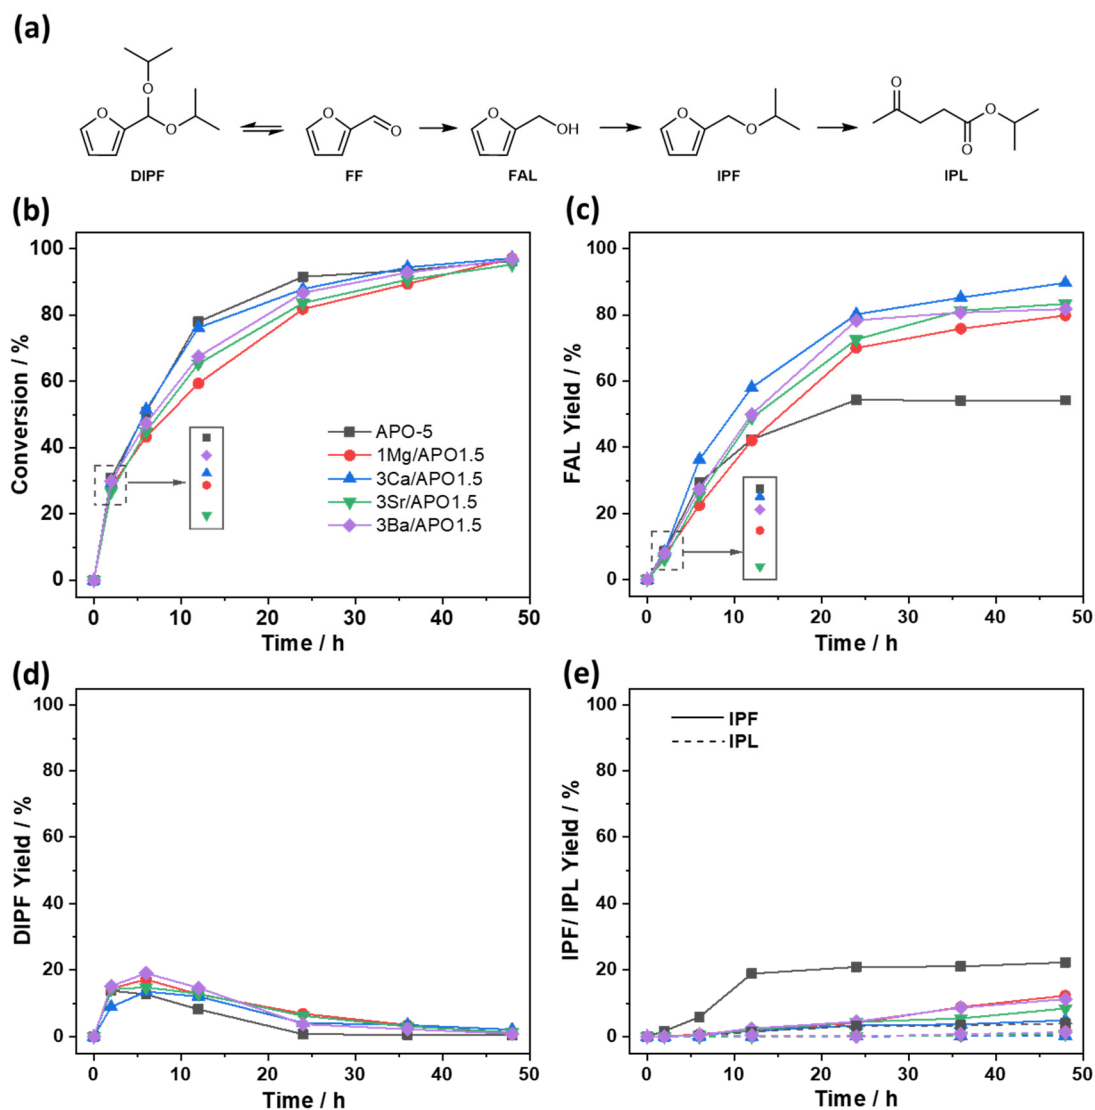 (a)
O
O
O
O
O
O
OH
O
O
O
O
O
DIPF
FF
FAL
IPF
IPL
(b)
100
80
60
40
20
0
Conversion / %
APO-5
1Mg/APO1.5
3Ca/APO1.5
3Sr/APO1.5
3Ba/APO1.5
0
10
20
30
40
50
Time / h
(c)
100
80
60
40
20
0
FAL Yield / %
0
10
20
30
40
50
Time / h
(d)
100
80
60
40
20
0
DIPF Yield / %
0
10
20
30
40
50
Time / h
(e)
100
80
60
40
20
0
IPF/ IPL Yield / %
IPF
IPL
0
10
20
30
40
50
Time / h